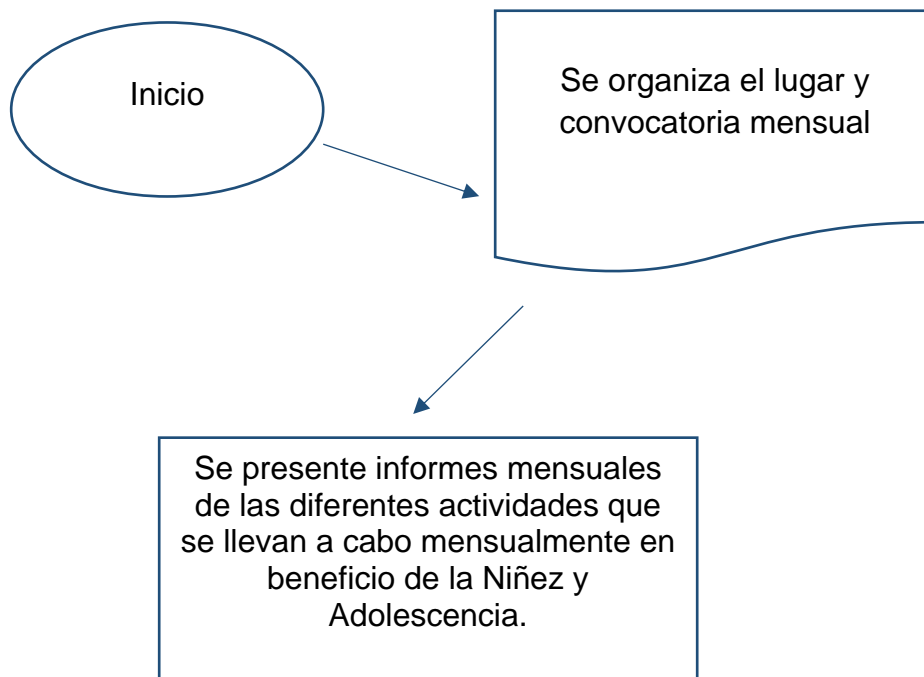 Inicio
Se organiza el lugar y
convocatoria mensual
Se presente informes mensuales
de las diferentes actividades que
se llevan a cabo mensualmente en
beneficio de la Niñez y
Adolescencia.